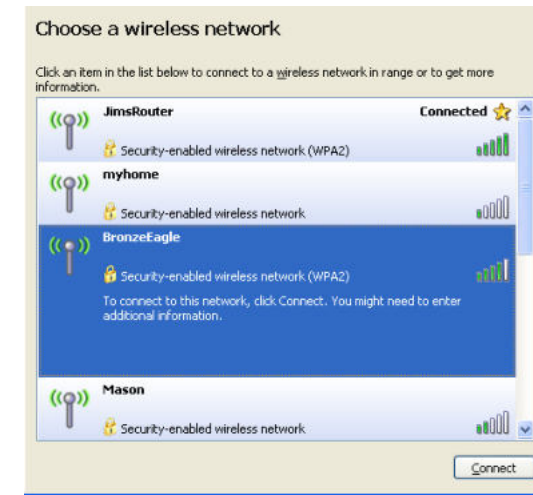 Choose a wireless network
Click an item in the list below to connect to a wireless network in range or to get more
information.
JimsRouter Connected
Security-enabled wireless network (WPA2)
myhome
Security-enabled wireless network
BronzeEagle
Security-enabled wireless network (WPA2)
To connect to this network, click Connect. You might need to enter
additional information.
Mason
Security-enabled wireless network
Connect